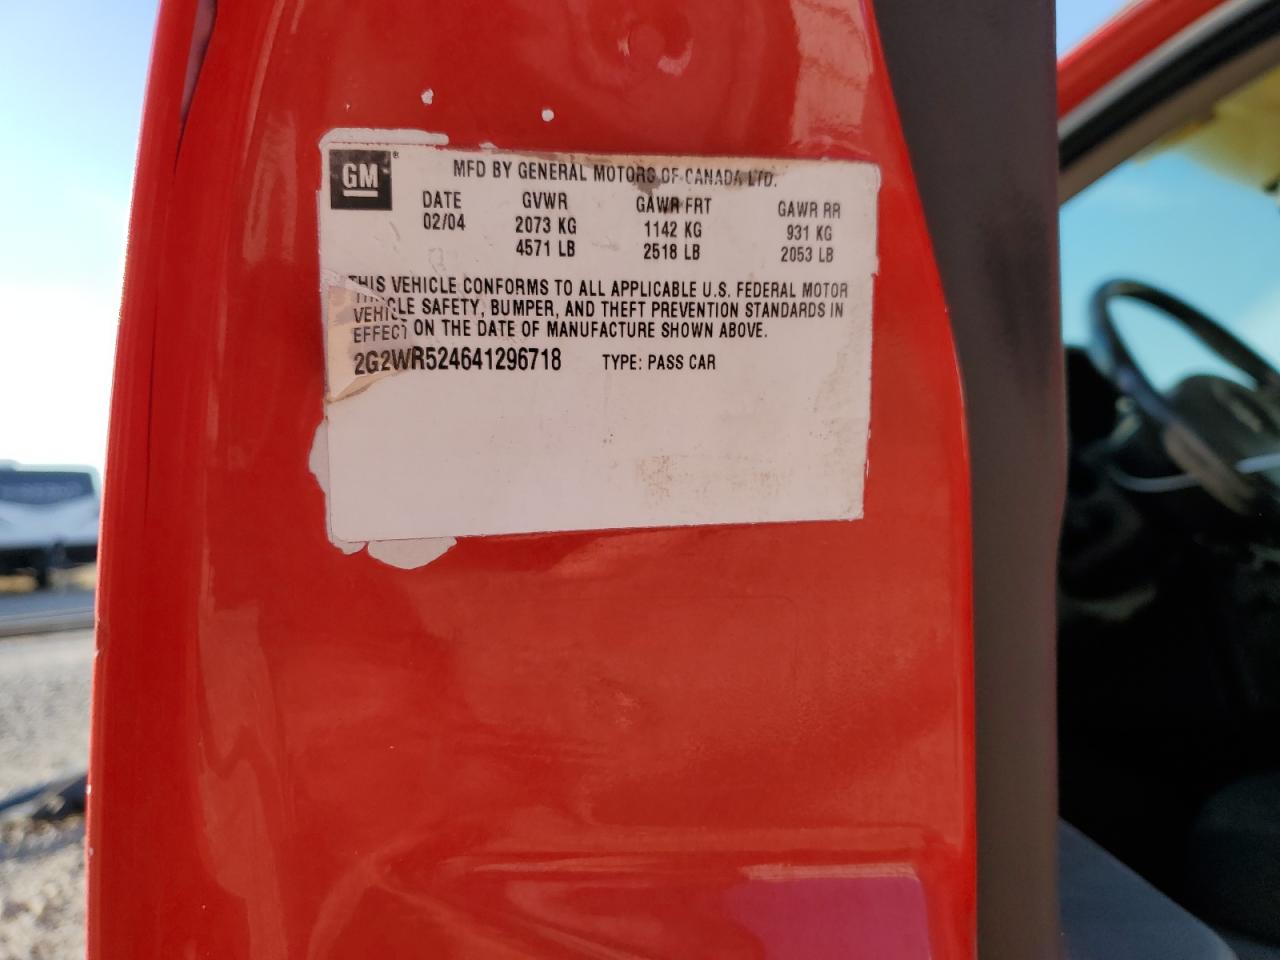 GM®
MFD BY GENERAL MOTORS OF CANADA LTD.
DATE GVWR GAWR FRT GAWR RR
02/04 2073 KG 1142 KG 931 KG
4571 LB 2518 LB 2053 LB
THIS VEHICLE CONFORMS TO ALL APPLICABLE U.S. FEDERAL MOTOR
VEHICLE SAFETY, BUMPER, AND THEFT PREVENTION STANDARDS IN
EFFECT ON THE DATE OF MANUFACTURE SHOWN ABOVE.
2G2WR524641296718 TYPE: PASS CAR